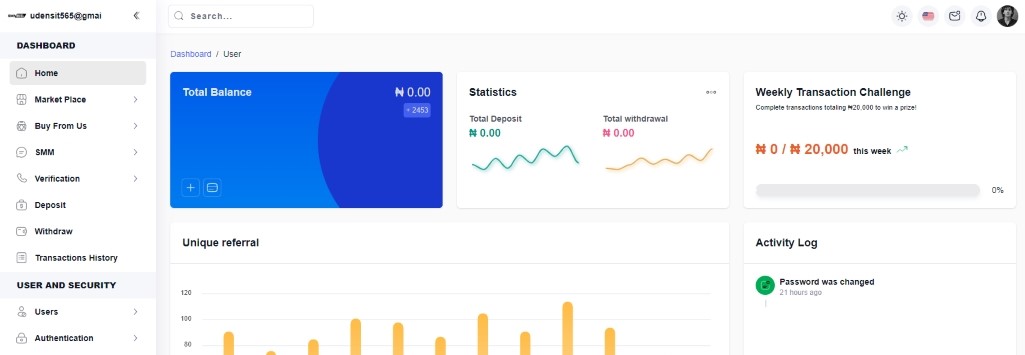 udensit565@gmai
Search...
DASHBOARD
Home
Market Place
Buy From Us
SMM
Verification
Deposit
Withdraw
Transactions History
USER AND SECURITY
Users
Authentication
Dashboard / User
Total Balance
₦ 0.00
+ 2453
Statistics
Total Deposit
₦ 0.00
Total withdrawal
₦ 0.00
Weekly Transaction Challenge
Complete transactions totaling ₦20,000 to win a prize!
₦ 0 / ₦ 20,000 this week
0%
Unique referral
120
100
80
Activity Log
Password was changed
21 hours ago